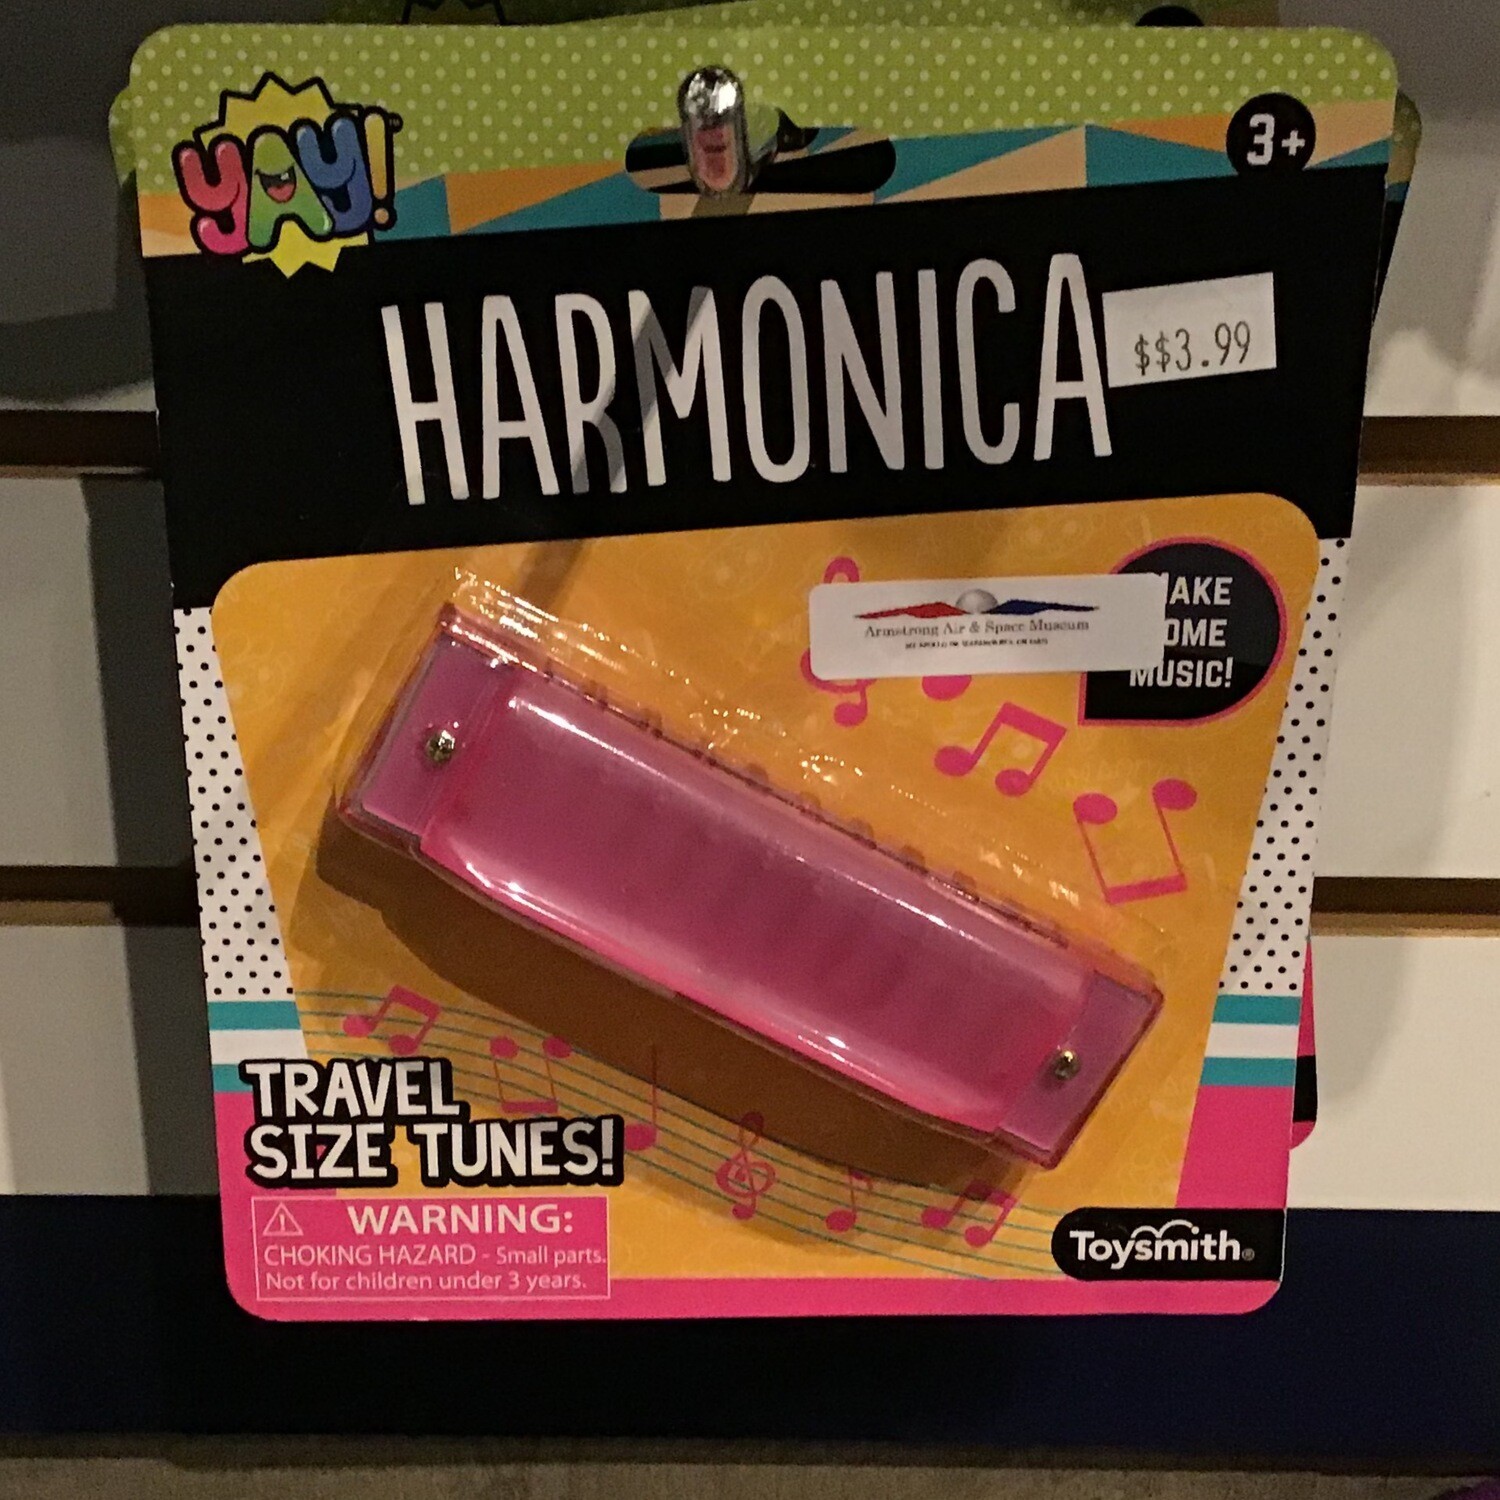 YAY!
3+
HARMONICA
$$3.99
MAKE
OME
MUSIC!
Armstrong Air & Space Museum
TRAVEL
SIZE TUNES!
WARNING:
CHOKING HAZARD - Small parts.
Not for children under 3 years.
Toysmith®